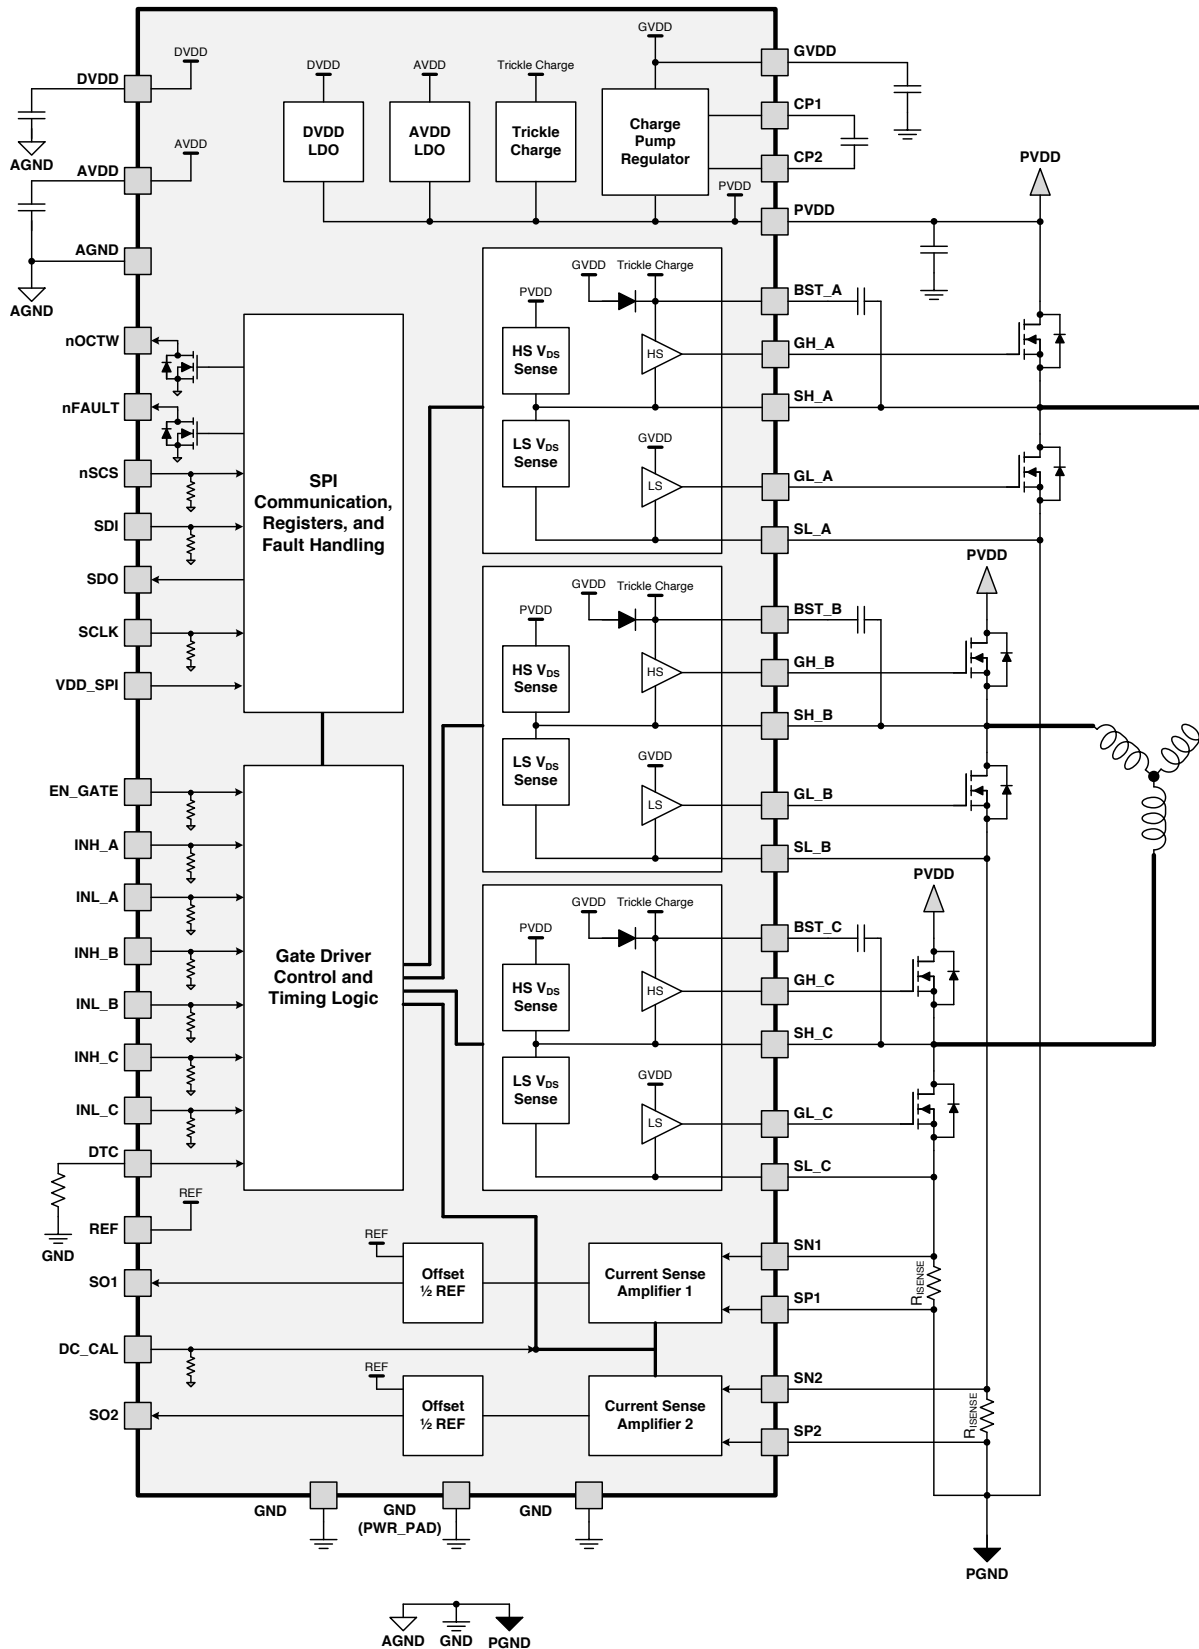 GVDD
GVDD
DVDD
DVDD
DVDD
AVDD
Trickle Charge
CP1
DVDD
LDO
AVDD
LDO
Trickle
Charge
Charge
Pump
Regulator
AGND
AVDD
AVDD
CP2
PVDD
PVDD
PVDD
AGND
AGND
GVDD
Trickle Charge
PVDD
BST_A
HS VDS
Sense
HS
GH_A
SH_A
LS VDS
Sense
GVDD
LS
GL_A
SL_A
nOCTW
nFAULT
nSCS
SDI
SDO
SCLK
VDD_SPI
SPI
Communication,
Registers, and
Fault Handling
PVDD
GVDD
Trickle Charge
PVDD
BST_B
HS VDS
Sense
HS
GH_B
SH_B
LS VDS
Sense
GVDD
LS
GL_B
SL_B
EN_GATE
INH_A
INL_A
INH_B
INL_B
INH_C
INL_C
DTC
GND
Gate Driver
Control and
Timing Logic
PVDD
GVDD
Trickle Charge
PVDD
BST_C
HS VDS
Sense
HS
GH_C
SH_C
LS VDS
Sense
GVDD
LS
GL_C
SL_C
REF
REF
REF
SO1
Offset
½ REF
Current Sense
Amplifier 1
SN1
SP1
RISENSE
DC_CAL
REF
SO2
Offset
½ REF
Current Sense
Amplifier 2
SN2
SP2
RISENSE
GND
GND
(PWR_PAD)
GND
PGND
AGND
GND
PGND